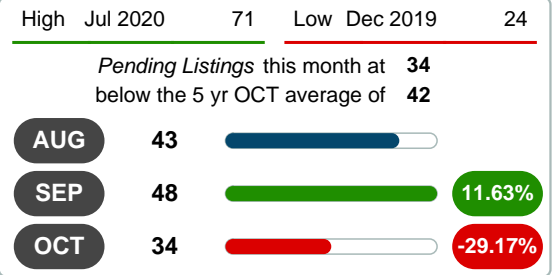 High Jul 2020 71 Low Dec 2019 24
Pending Listings this month at 34
below the 5 yr OCT average of 42
AUG 43
SEP 48 11.63%
OCT 34 -29.17%